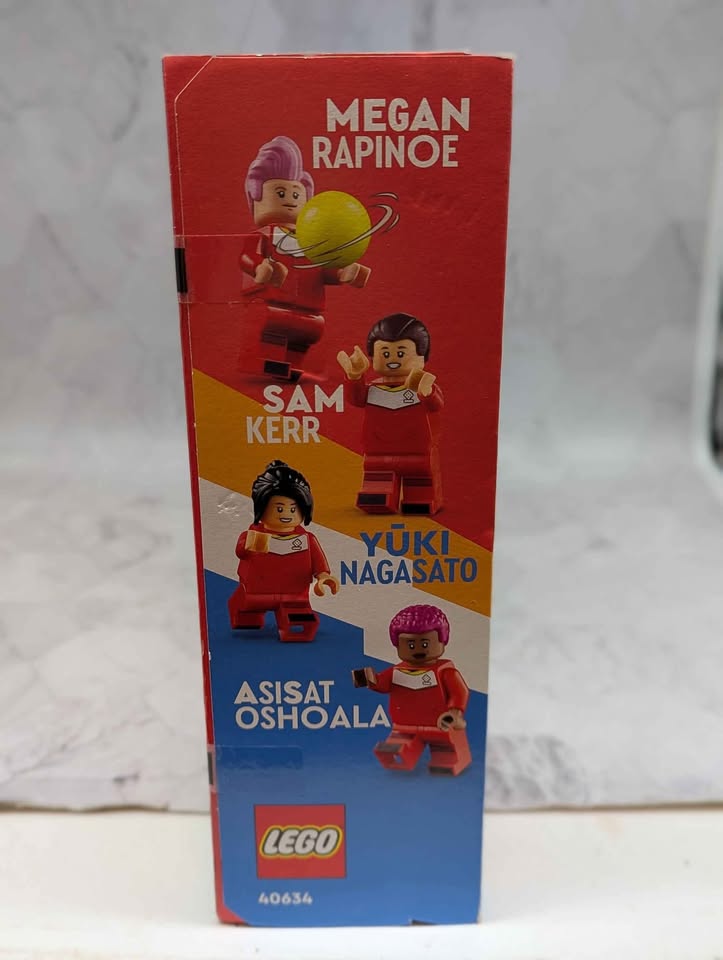 MEGAN
RAPINOE
SAM
KERR
YŪKI
NAGASATO
ASISAT
OSHOALA
LEGO
40634